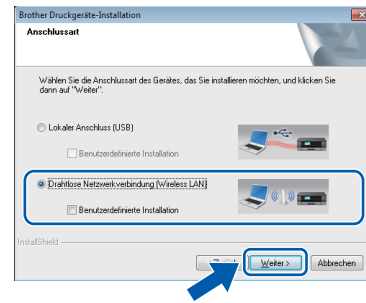 Brother Druckgeräte-Installation
Anschlussart
Wählen Sie die Anschlussart des Gerätes, das Sie installieren möchten, und klicken Sie
dann auf "Weiter".
Lokaler Anschluss (USB)
Benutzerdefinierte Installation
Drahtlose Netzwerkverbindung (Wireless LAN)
Benutzerdefinierte Installation
InstallShield
Weiter >
Abbrechen